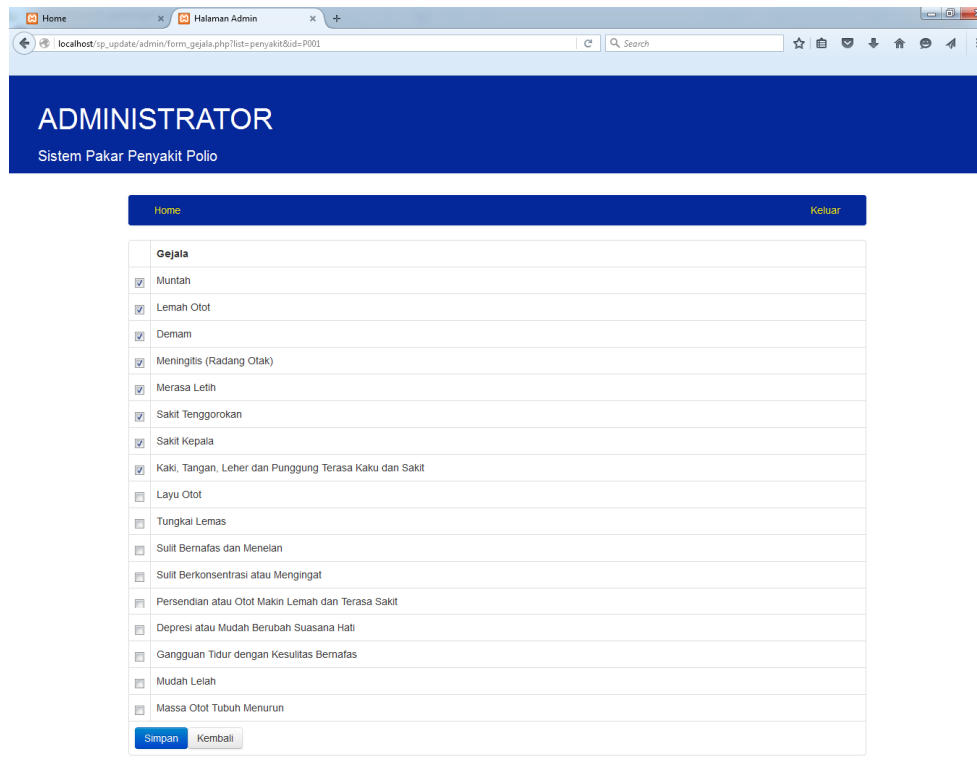 Home
Halaman Admin
localhost/sp_update/admin/form_gejala.php?list=penyakit&id=P001
Search
ADMINISTRATOR
Sistem Pakar Penyakit Polio
Home Keluar
Gejala
Muntah
Lemah Otot
Demam
Meningitis (Radang Otak)
Merasa Letih
Sakit Tenggorokan
Sakit Kepala
Kaki, Tangan, Leher dan Punggung Terasa Kaku dan Sakit
Layu Otot
Tungkai Lemas
Sulit Bernafas dan Menelan
Sulit Berkonsentrasi atau Mengingat
Persendian atau Otot Makin Lemah dan Terasa Sakit
Depresi atau Mudah Berubah Suasana Hati
Gangguan Tidur dengan Kesulitas Bernafas
Mudah Lelah
Massa Otot Tubuh Menurun
Simpan Kembali